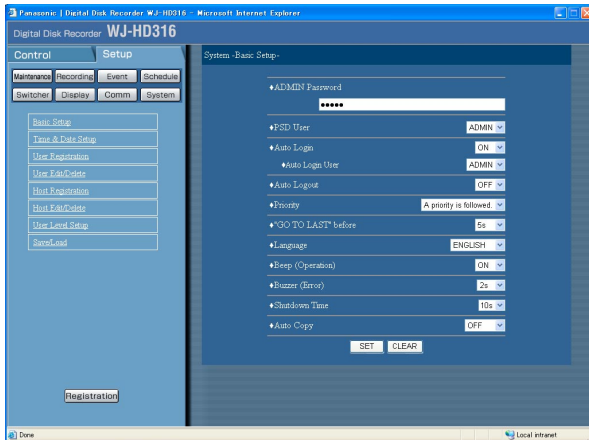 Panasonic | Digital Disk Recorder WJ-HD316 - Microsoft Internet Explorer
Digital Disk Recorder WJ-HD316
Control Setup
Maintenance Recording Event Schedule
Switcher Display Comm System
Basic Setup
Time & Date Setup
User Registration
User Edit/Delete
Host Registration
Host Edit/Delete
User Level Setup
Save/Load
Registration
System -Basic Setup-
♦ADMIN Password
●●●●●
♦PSD User ADMIN
♦Auto Login ON
♦Auto Login User ADMIN
♦Auto Logout OFF
♦Priority A priority is followed.
♦"GO TO LAST" before 5s
♦Language ENGLISH
♦Beep (Operation) ON
♦Buzzer (Error) 2s
♦Shutdown Time 10s
♦Auto Copy OFF
SET CLEAR
Done Local intranet